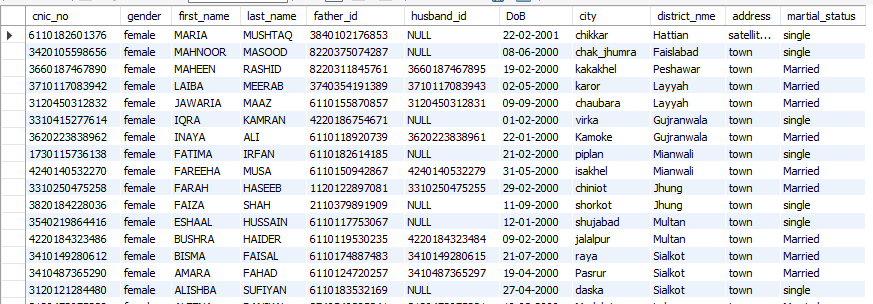 cnic_no gender first_name last_name father_id husband_id DoB city district_nme address martial_status
6110182601376 female MARIA MUSHTAQ 3840102176853 NULL 22-02-2001 chikkar Hattian satellit... single
3420105598656 female MAHNOOR MASOOD 8220375074287 NULL 08-06-2000 chak_jhumra Faislabad town single
3660187467890 female MAHEEN RASHID 8220311845761 3660187467895 19-02-2000 kakakhel Peshawar town Married
3710117083942 female LAIBA MEERAB 3740354191389 3710117083943 02-05-2000 karor Layyah town Married
3120450312832 female JAWARIA MAAZ 6110155870857 3120450312831 09-09-2000 chaubara Layyah town Married
3310415277614 female IQRA KAMRAN 4220186754671 NULL 01-02-2000 virka Gujranwala town single
3620223838962 female INAYA ALI 6110118920739 3620223838961 22-01-2000 Kamoke Gujranwala town Married
1730115736138 female FATIMA IRFAN 6110182614185 NULL 21-02-2000 piplan Mianwali town single
4240140532270 female FAREEHA MUSA 6110150942867 4240140532279 31-05-2000 isakhel Mianwali town Married
3310250475258 female FARAH HASEEB 1120122897081 3310250475255 29-02-2000 chiniot Jhung town Married
3820184228036 female FAIZA SHAH 2110379891909 NULL 11-09-2000 shorkot Jhung town single
3540219864416 female ESHAAL HUSSAIN 6110117753067 NULL 12-01-2000 shujabad Multan town single
4220184323486 female BUSHRA HAIDER 6110119530235 4220184323484 09-02-2000 jalalpur Multan town Married
3410149280612 female BISMA FAISAL 6110174887483 3410149280615 21-07-2000 raya Sialkot town Married
3410487365290 female AMARA FAHAD 6110124720257 3410487365297 19-04-2000 Pasrur Sialkot town Married
3120121284480 female ALISHBA SUFIYAN 6110183532169 NULL 27-04-2000 daska Sialkot town single